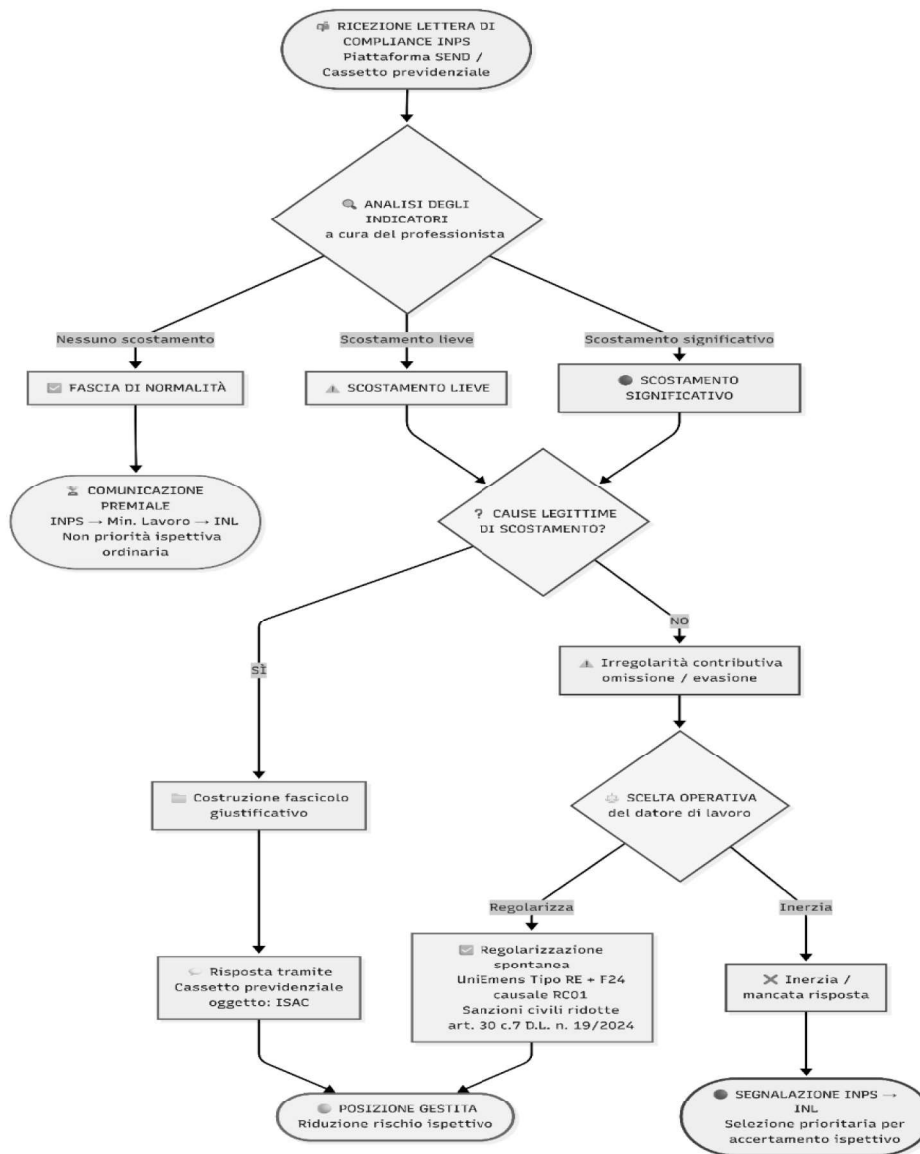 RICEZIONE LETTERA DI
COMPLIANCE INPS
Piattaforma SEND /
Cassetto previdenziale
ANALISI DEGLI
INDICATORI
a cura del professionista
Nessuno scostamento
Scostamento lieve
Scostamento significativo
FASCIA DI NORMALITÀ
SCOSTAMENTO LIEVE
SCOSTAMENTO
SIGNIFICATIVO
COMUNICAZIONE
PREMIALE
INPS → Min. Lavoro → INL
Non priorità ispettiva
ordinaria
? CAUSE LEGITTIME
DI SCOSTAMENTO?
SÌ
NO
Irregolarità contributiva
omissione / evasione
Costruzione fascicolo
giustificativo
SCELTA OPERATIVA
del datore di lavoro
Regolarizza
Inerzia
Risposta tramite
Cassetto previdenziale
oggetto: ISAC
Regolarizzazione
spontanea
UniEmens Tipo RE + F24
causale RC01
Sanzioni civili ridotte
art. 30 c.7 D.L. n. 19/2024
Inerzia /
mancata risposta
POSIZIONE GESTITA
Riduzione rischio ispettivo
SEGNALAZIONE INPS →
INL
Selezione prioritaria per
accertamento ispettivo